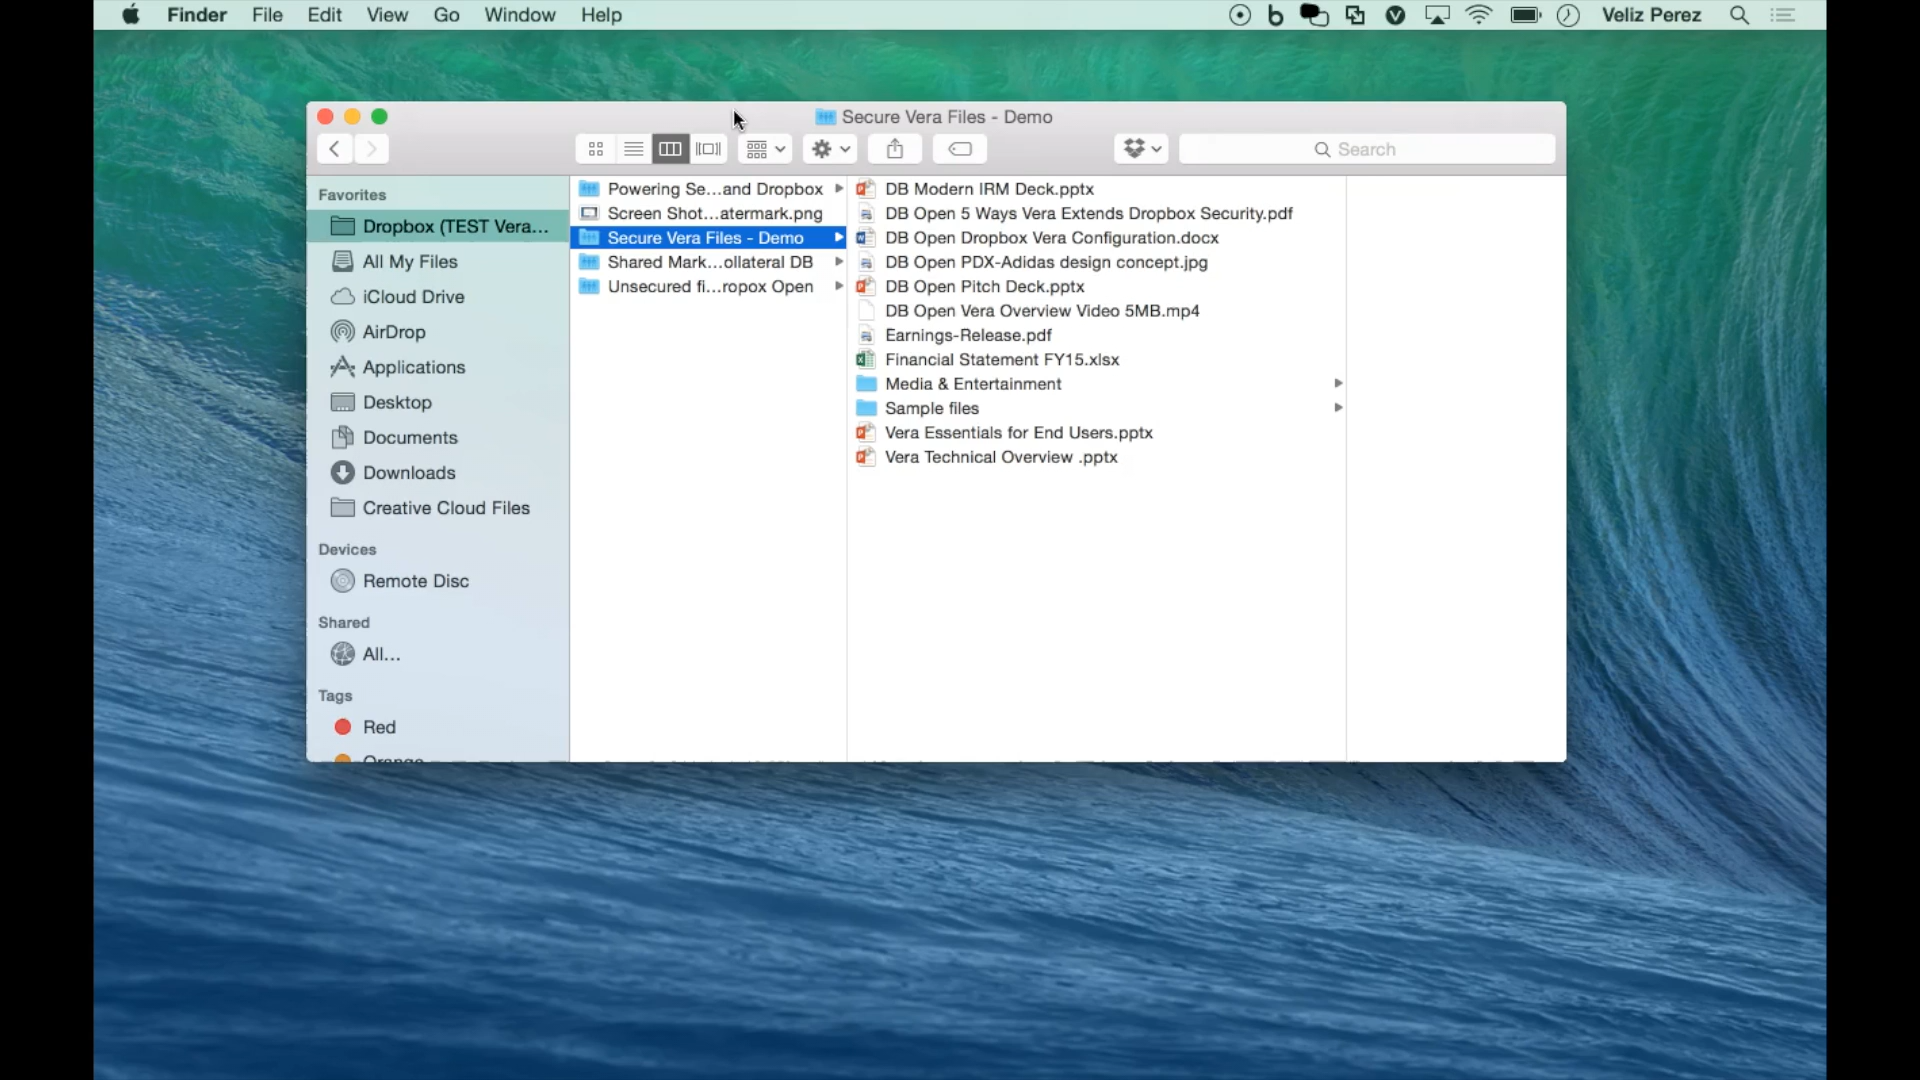 Finder File Edit View Go Window Help
Veliz Perez
Secure Vera Files - Demo
Search
Favorites
Dropbox (TEST Vera...
All My Files
iCloud Drive
AirDrop
Applications
Desktop
Documents
Downloads
Creative Cloud Files
Devices
Remote Disc
Shared
All...
Tags
Red
Orange
Powering Se...and Dropbox
Screen Shot...atermark.png
Secure Vera Files - Demo
Shared Mark...ollateral DB
Unsecured fi...ropox Open
DB Modern IRM Deck.pptx
DB Open 5 Ways Vera Extends Dropbox Security.pdf
DB Open Dropbox Vera Configuration.docx
DB Open PDX-Adidas design concept.jpg
DB Open Pitch Deck.pptx
DB Open Vera Overview Video 5MB.mp4
Earnings-Release.pdf
Financial Statement FY15.xlsx
Media & Entertainment
Sample files
Vera Essentials for End Users.pptx
Vera Technical Overview .pptx